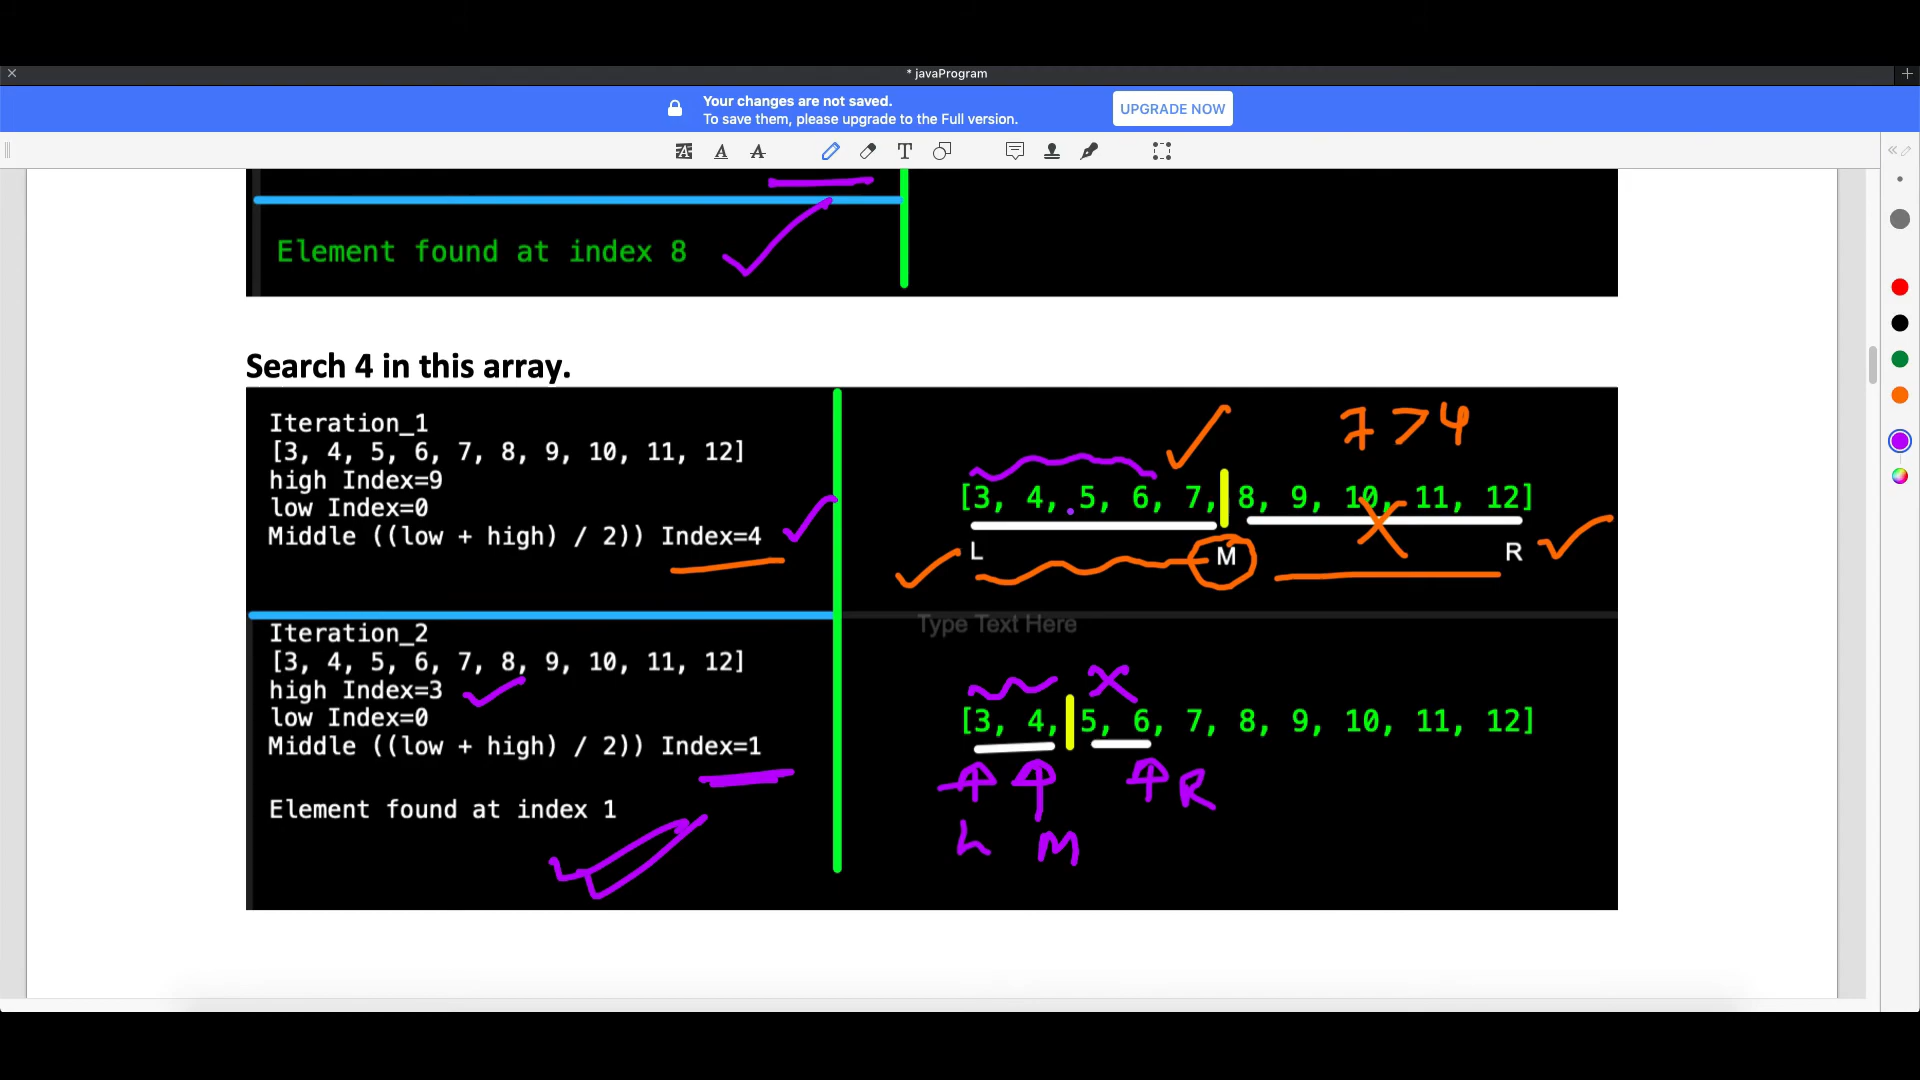 * javaProgram
Your changes are not saved.
To save them, please upgrade to the Full version.
UPGRADE NOW
Element found at index 8
Search 4 in this array.
Iteration_1
[3, 4, 5, 6, 7, 8, 9, 10, 11, 12]
high Index=9
low Index=0
Middle ((low + high) / 2)) Index=4
7 > 4
[3, 4, 5, 6, 7, 8, 9, 10, 11, 12]
L M R
Iteration_2
[3, 4, 5, 6, 7, 8, 9, 10, 11, 12]
high Index=3
low Index=0
Middle ((low + high) / 2)) Index=1
Element found at index 1
Type Text Here
[3, 4, 5, 6, 7, 8, 9, 10, 11, 12]
R
L M